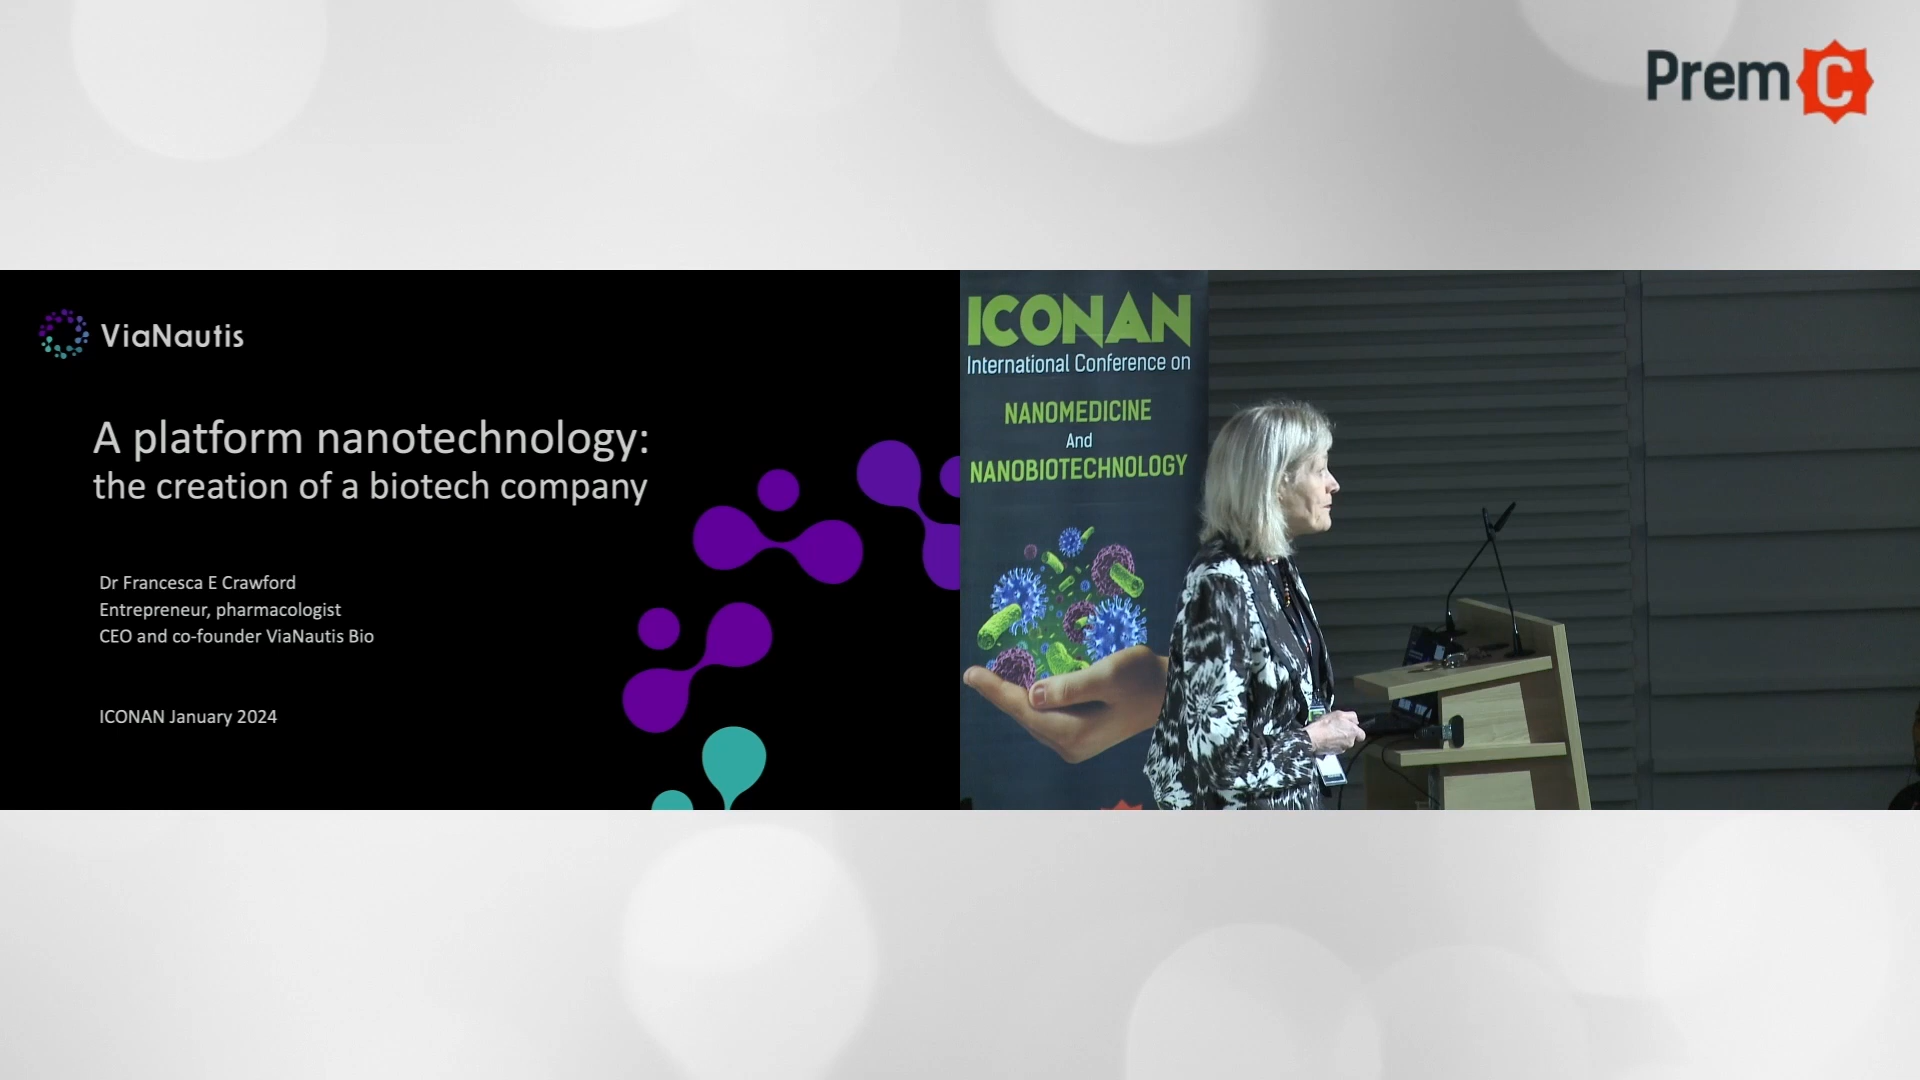 Prem C
ViaNautis
A platform nanotechnology:
the creation of a biotech company
Dr Francesca E Crawford
Entrepreneur, pharmacologist
CEO and co-founder ViaNautis Bio
ICONAN January 2024
ICONAN
International Conference on
NANOMEDICINE
And
NANOBIOTECHNOLOGY